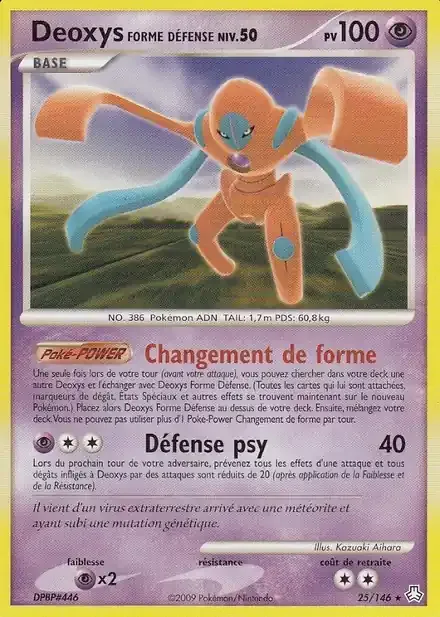 Deoxys FORME DÉFENSE NIV.50 PV 100
BASE
NO. 386 Pokémon ADN TAIL: 1,7m PDS: 60,8kg
Poké-POWER Changement de forme
Une seule fois lors de votre tour (avant votre attaque), vous pouvez chercher dans votre deck une
autre Deoxys et l'échanger avec Deoxys Forme Défense. (Toutes les cartes qui lui sont attachées,
marqueurs de dégât, États Spéciaux et autres effets se trouvent maintenant sur le nouveau
Pokémon.) Placez alors Deoxys Forme Défense au dessus de votre deck. Ensuite, mélangez votre
deck. Vous ne pouvez pas utiliser plus d'1 Poke-Power Changement de forme par tour.
Défense psy 40
Lors du prochain tour de votre adversaire, prévenez tous les effets d'une attaque et tous
dégâts infligés à Deoxys par des attaques sont réduits de 20 (après application de la Faiblesse et
de la Résistance).
Il vient d'un virus extraterrestre arrivé avec une météorite et
ayant subi une mutation génétique.
Illus. Kazuaki Aihara
faiblesse résistance coût de retraite
x2
DPBP#446 ©2009 Pokémon/Nintendo 25/146